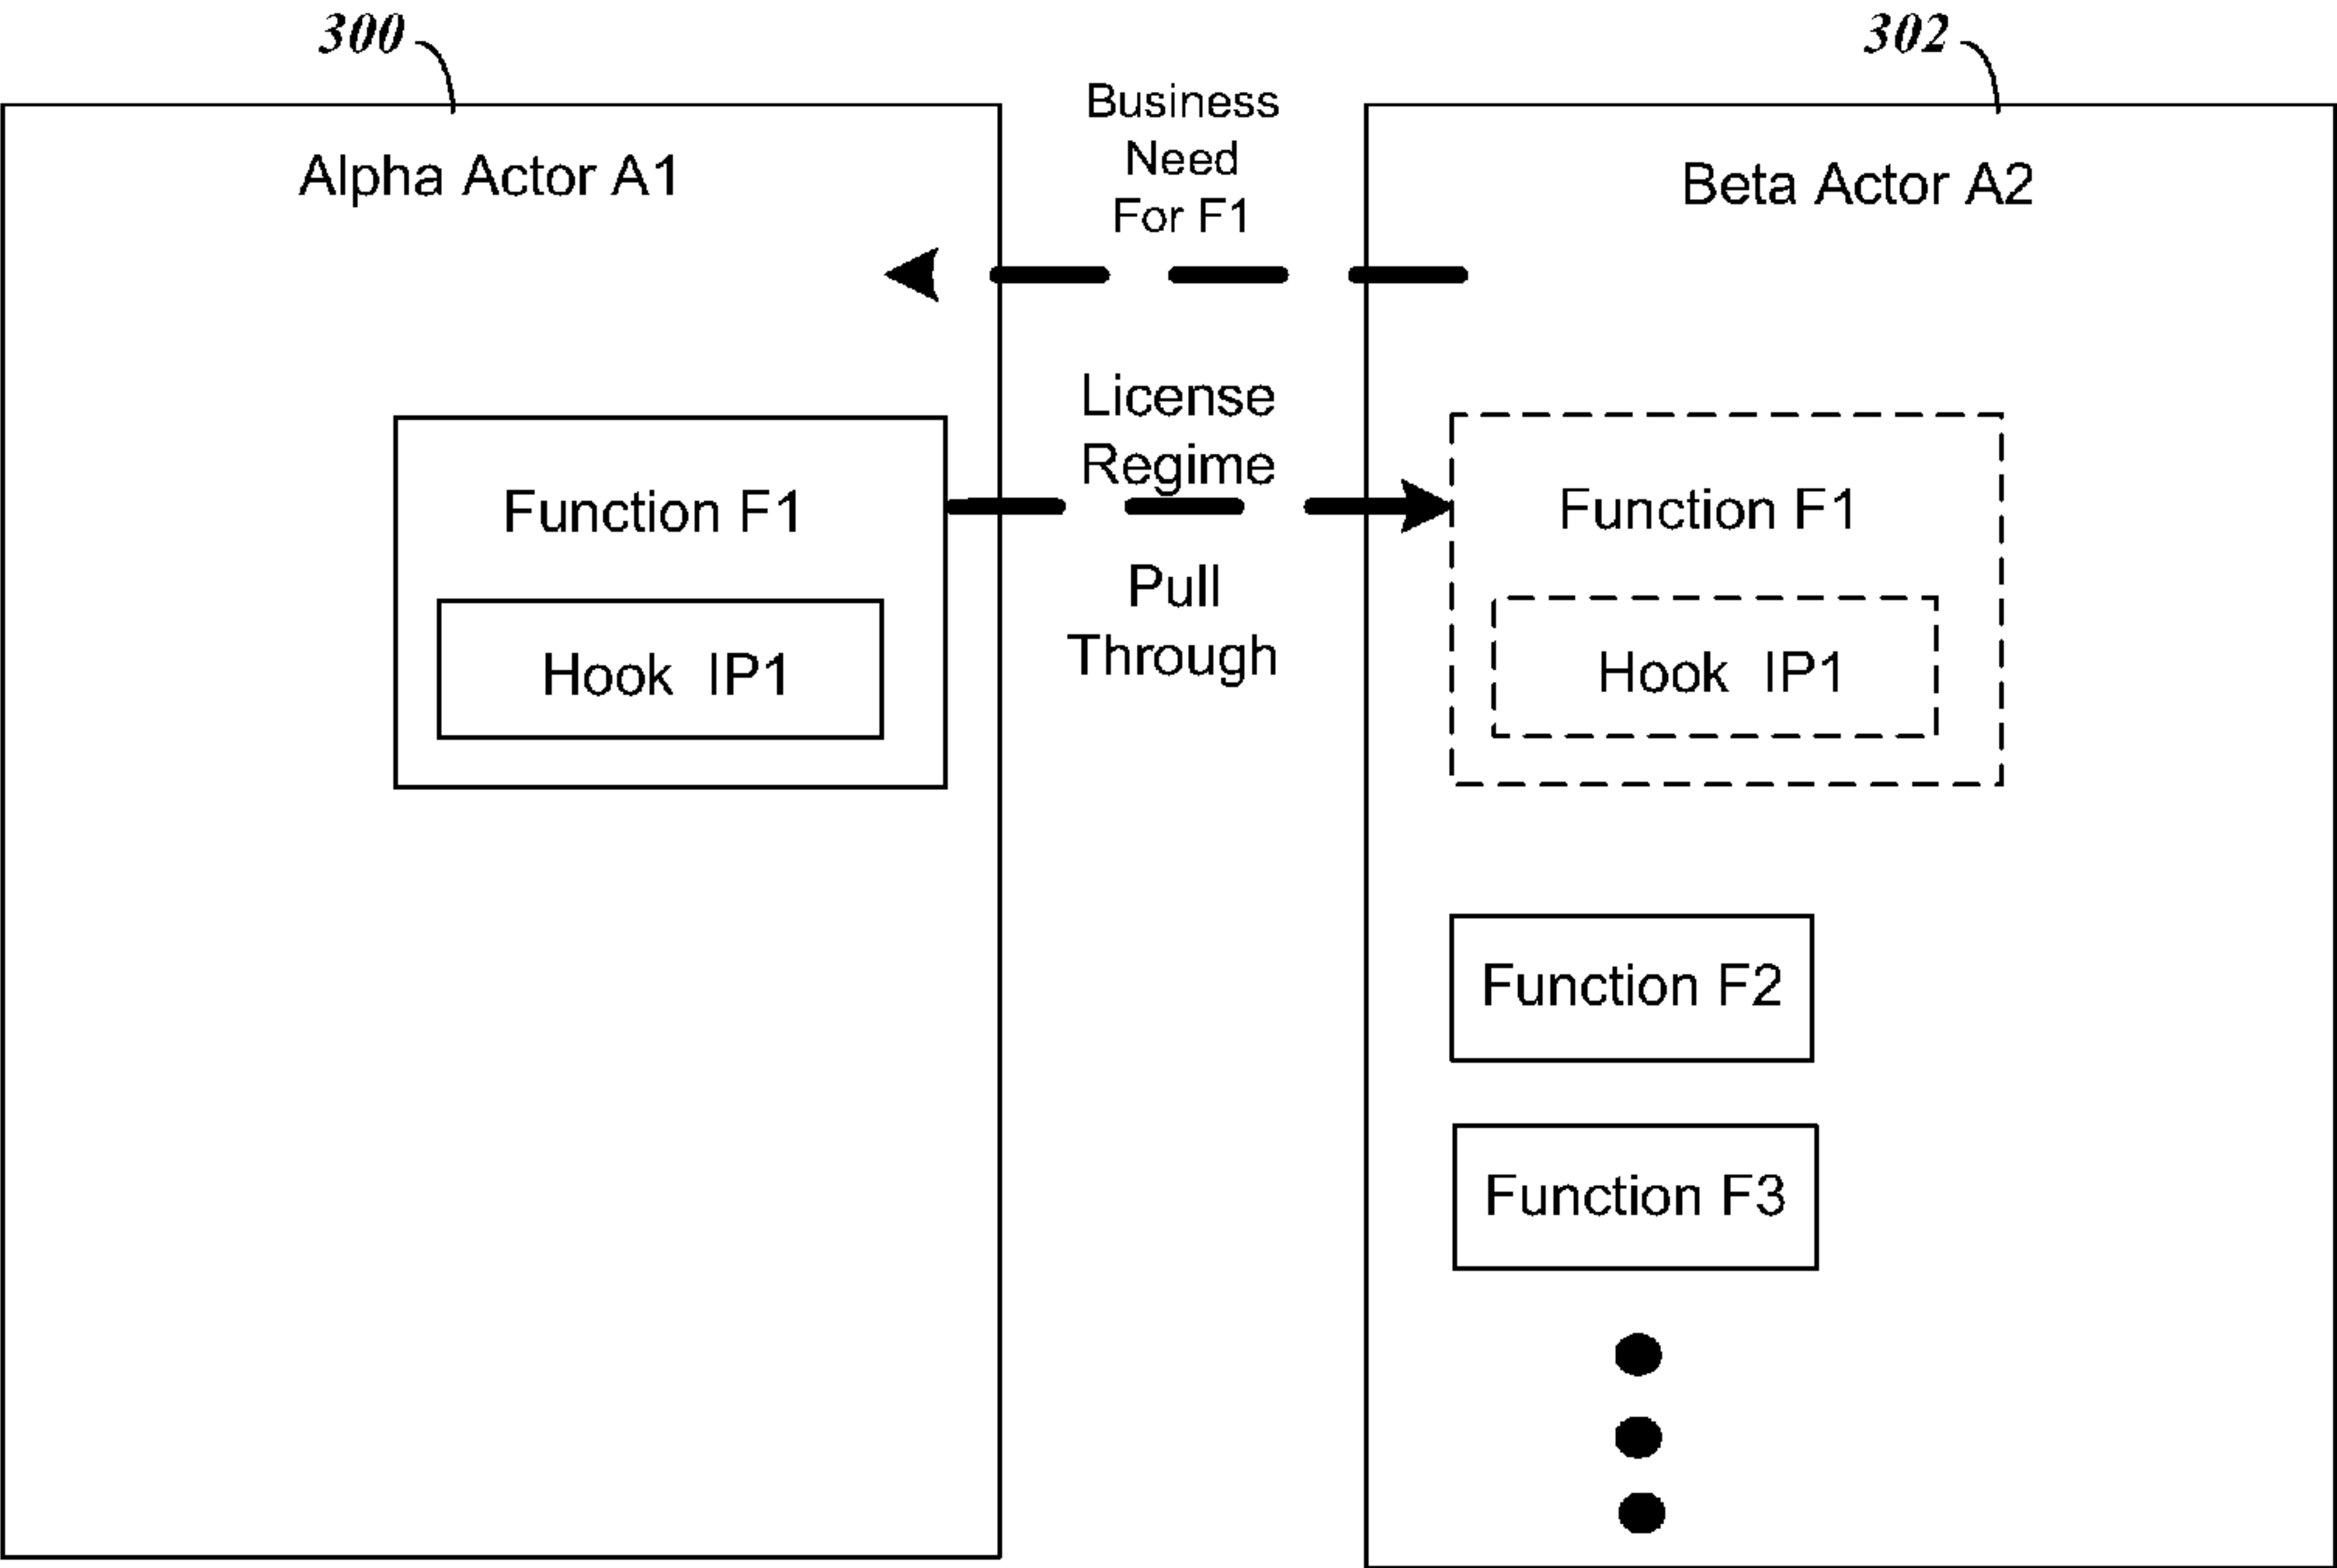 300
302
Alpha Actor A1
Business
Need
For F1
Beta Actor A2
License
Regime
Pull
Through
Function F1
Hook IP1
Function F1
Hook IP1
Function F2
Function F3